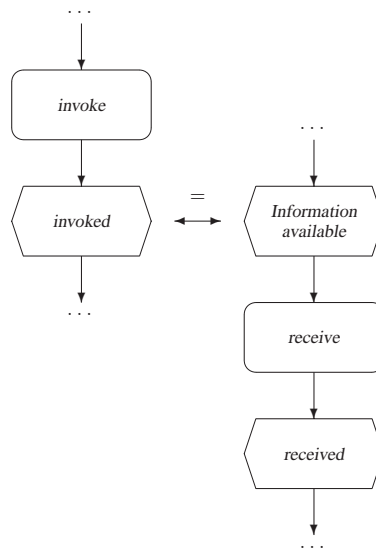 ...
invoke
invoked
...
=
...
Information
available
receive
received
...